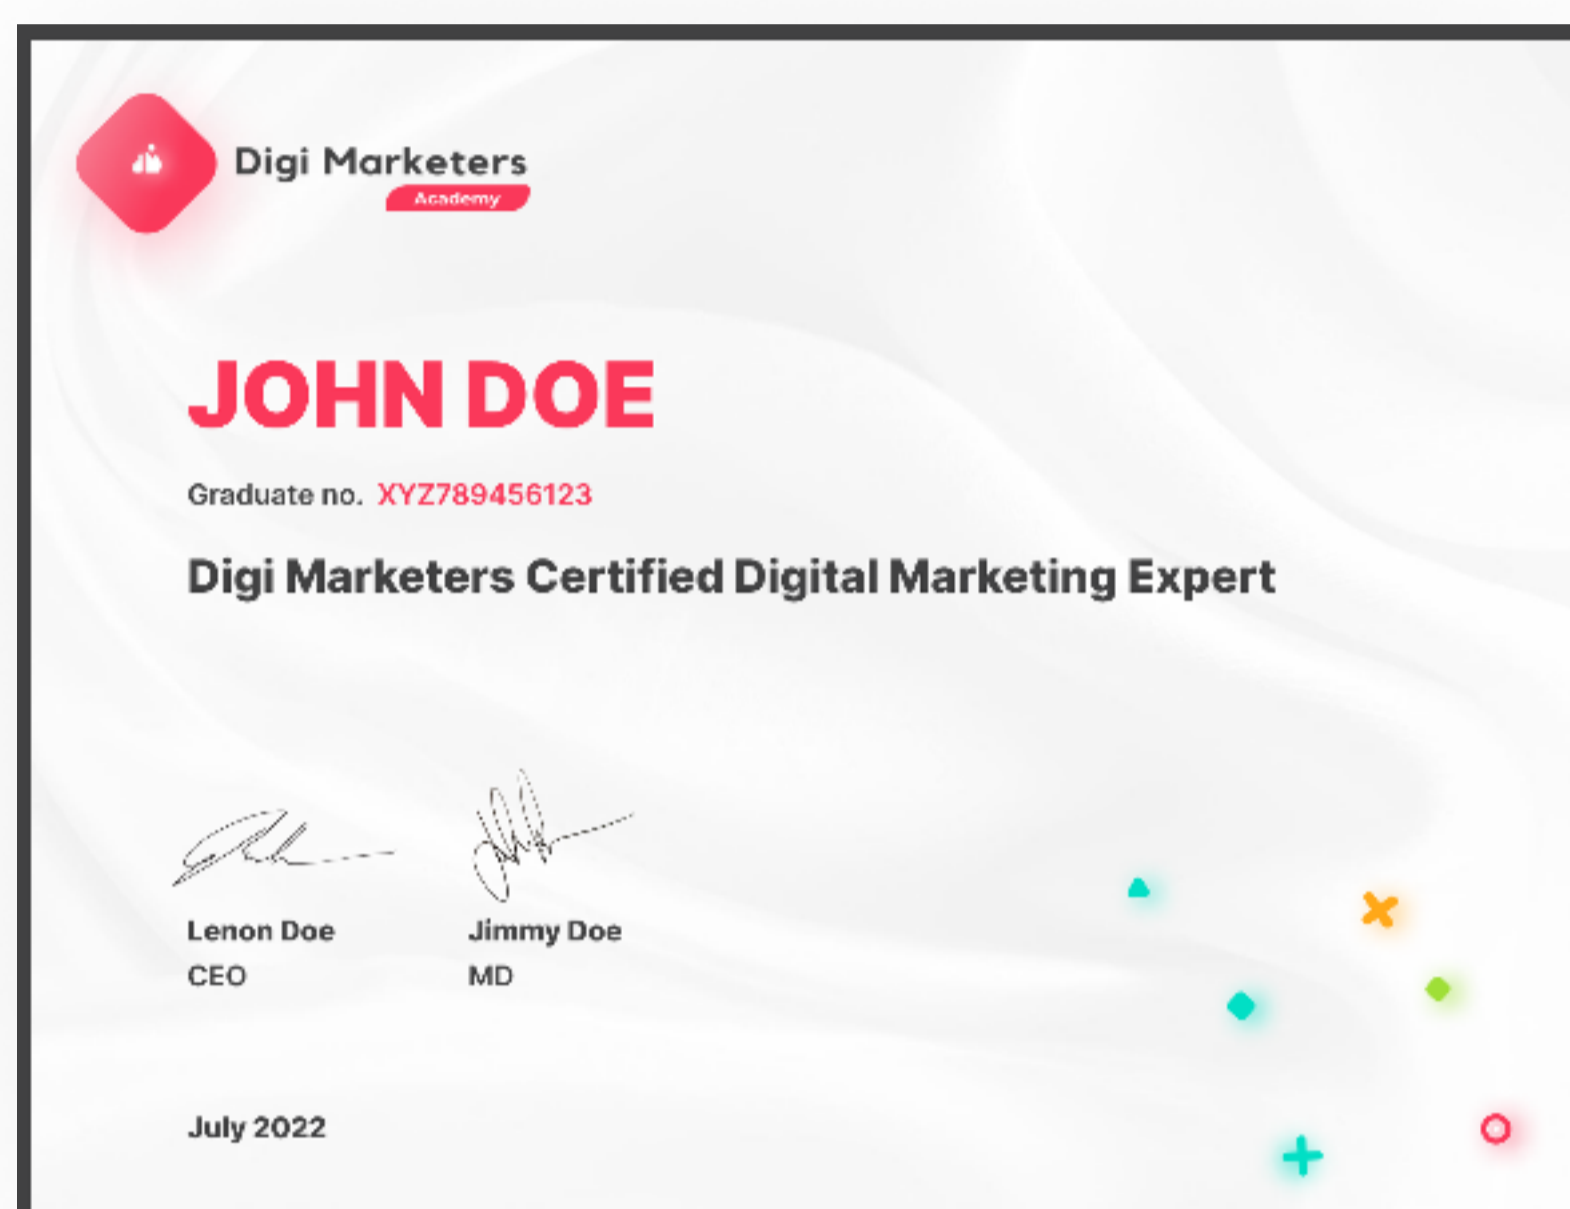 Digi Marketers
Academy
JOHN DOE
Graduate no. XYZ789456123
Digi Marketers Certified Digital Marketing Expert
Lenon Doe
CEO
Jimmy Doe
MD
July 2022